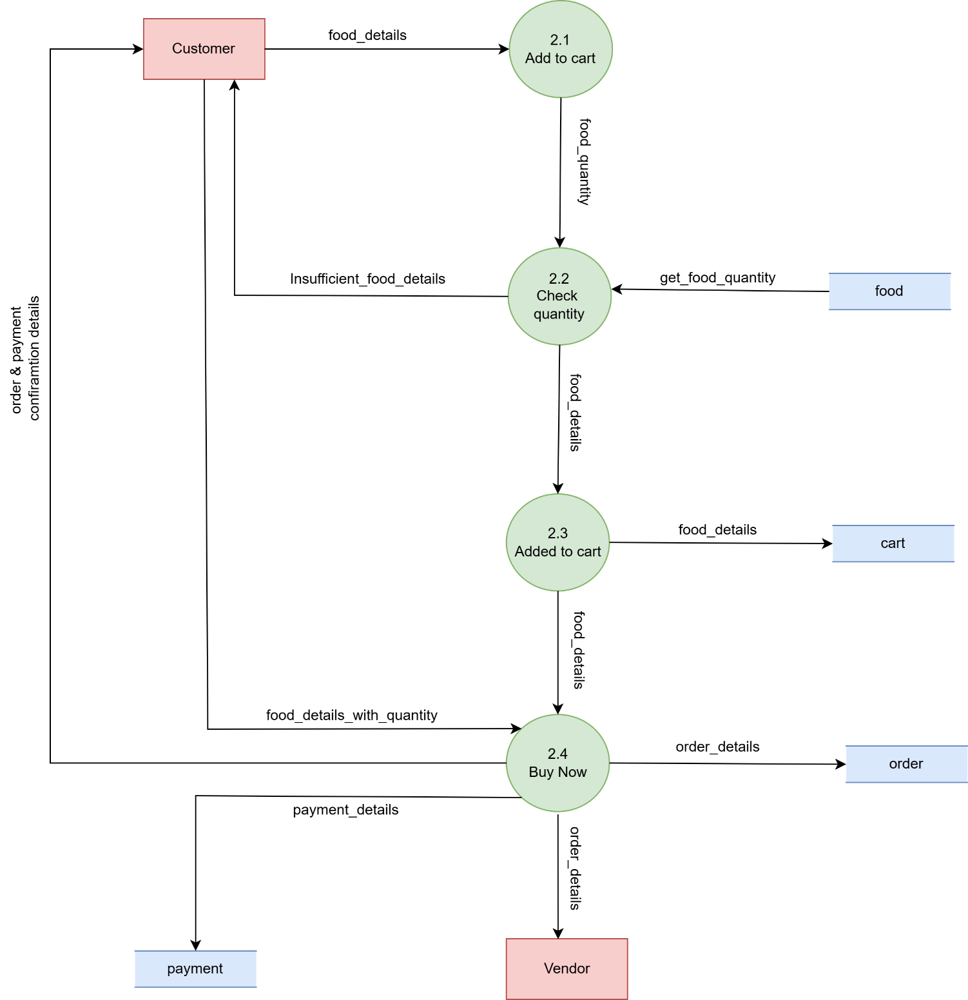 Customer
food_details
2.1
Add to cart
food_quantity
Insufficient_food_details
2.2
Check
quantity
get_food_quantity
food
order & payment
confiramtion details
food_details
2.3
Added to cart
food_details
cart
food_details
food_details_with_quantity
2.4
Buy Now
order_details
order
payment_details
order_details
payment
Vendor